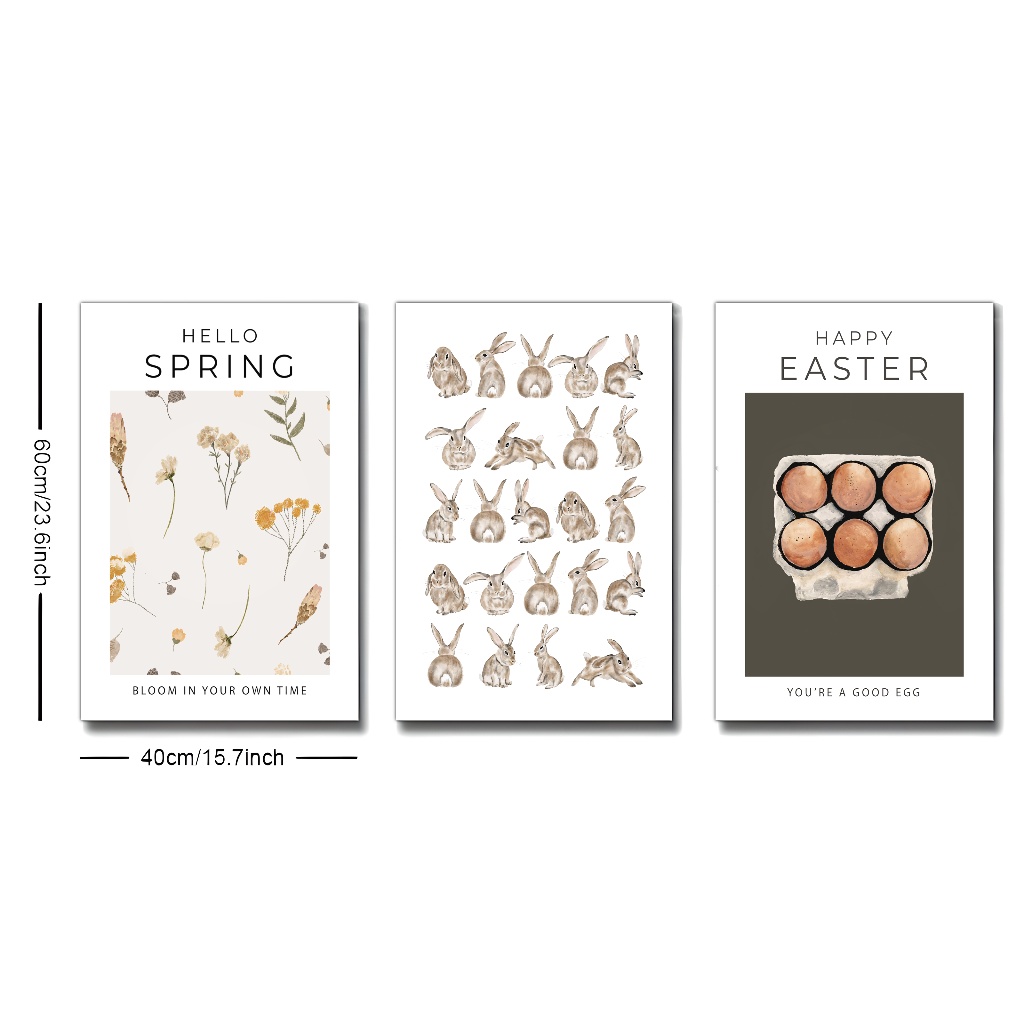 HELLO
SPRING
BLOOM IN YOUR OWN TIME
HAPPY
EASTER
YOU'RE A GOOD EGG
60cm/23.6inch
40cm/15.7inch